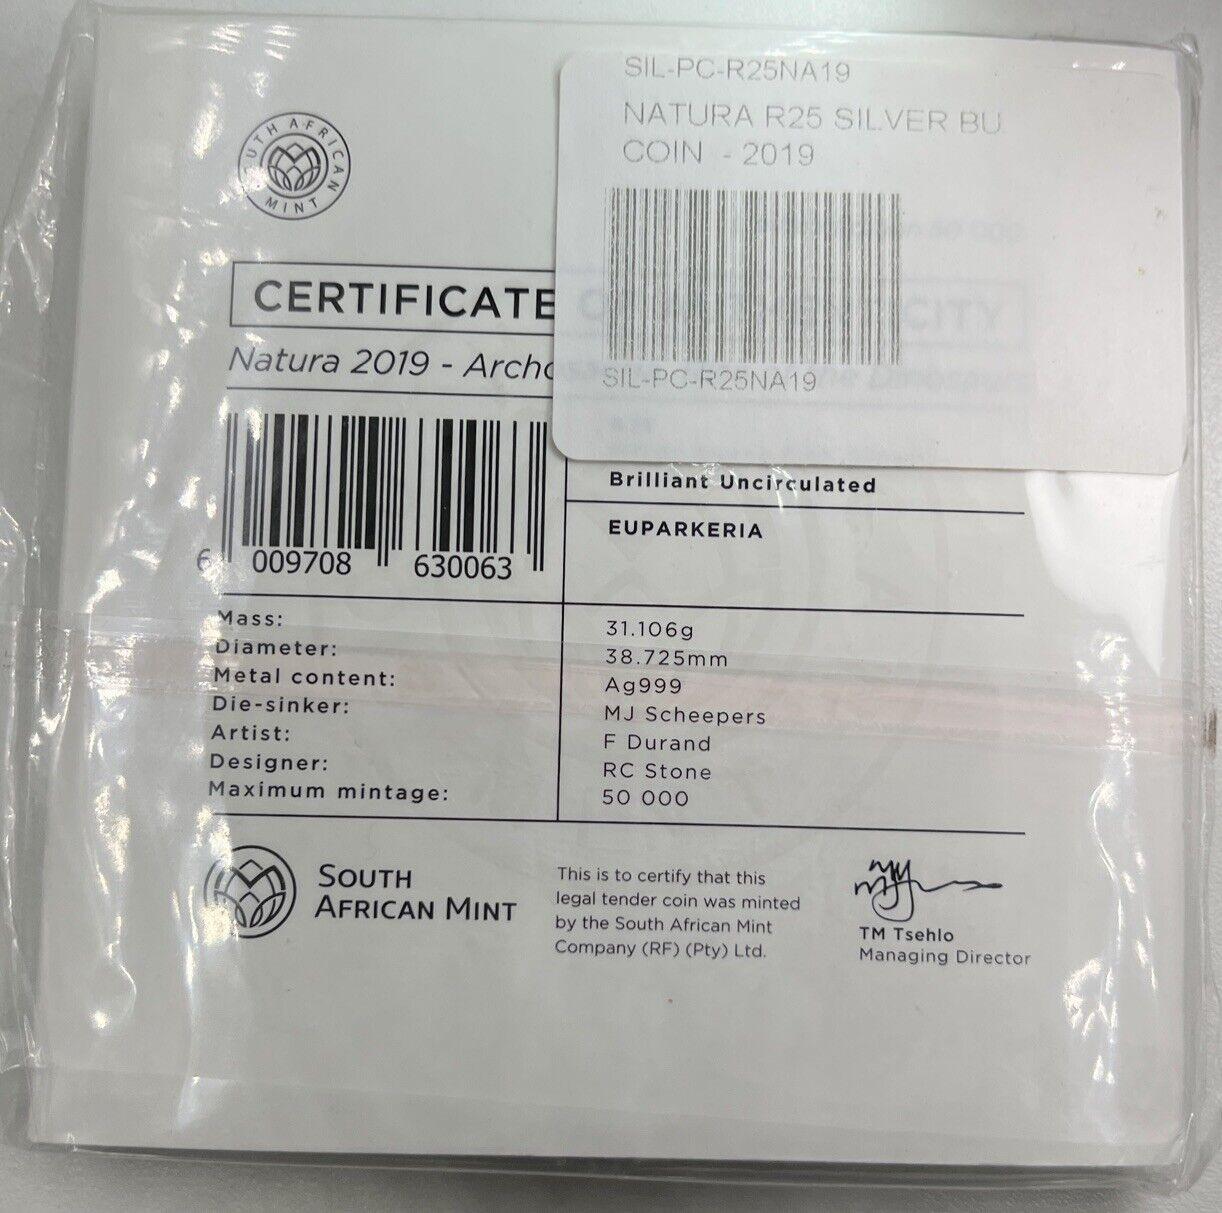 SIL-PC-R25NA19
NATURA R25 SILVER BU
COIN - 2019
SIL-PC-R25NA19
SOUTH AFRICAN MINT
CERTIFICATE CITY
Natura 2019 - Archo
6 009708 630063
Brilliant Uncirculated
EUPARKERIA
Mass: 31.106g
Diameter: 38.725mm
Metal content: Ag999
Die-sinker: MJ Scheepers
Artist: F Durand
Designer: RC Stone
Maximum mintage: 50 000
SOUTH
AFRICAN MINT
This is to certify that this
legal tender coin was minted
by the South African Mint
Company (RF) (Pty) Ltd.
TM Tsehlo
Managing Director